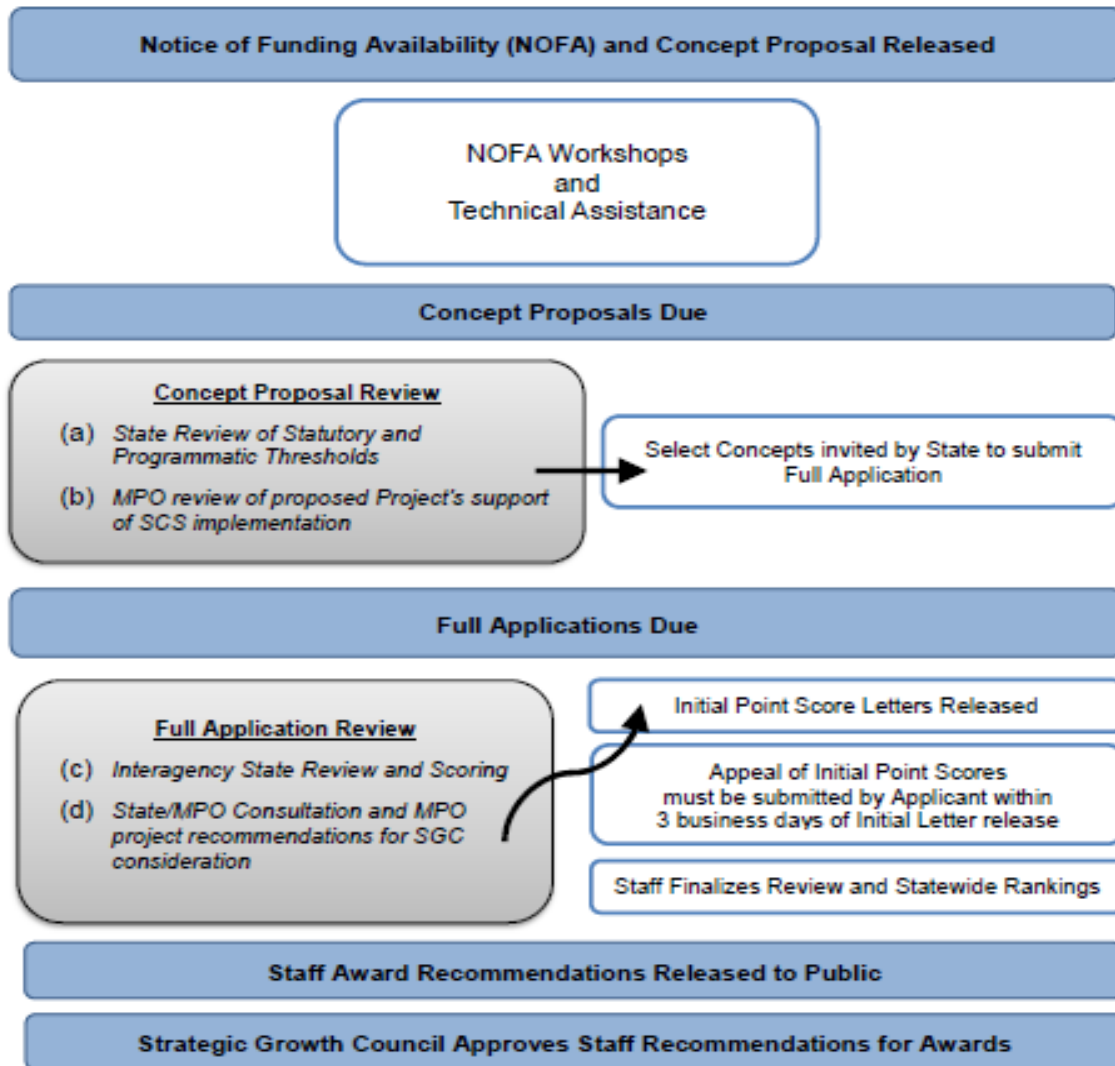 Notice of Funding Availability (NOFA) and Concept Proposal Released
NOFA Workshops
and
Technical Assistance
Concept Proposals Due
Concept Proposal Review
(a) State Review of Statutory and
Programmatic Thresholds
(b) MPO review of proposed Project's support
of SCS implementation
Select Concepts invited by State to submit
Full Application
Full Applications Due
Full Application Review
(c) Interagency State Review and Scoring
(d) State/MPO Consultation and MPO
project recommendations for SGC
consideration
Initial Point Score Letters Released
Appeal of Initial Point Scores
must be submitted by Applicant within
3 business days of Initial Letter release
Staff Finalizes Review and Statewide Rankings
Staff Award Recommendations Released to Public
Strategic Growth Council Approves Staff Recommendations for Awards